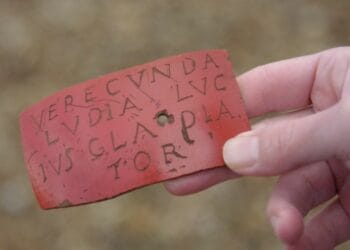 VERECVNDA
LVDIA LVC
IVS GLADIA
TOR